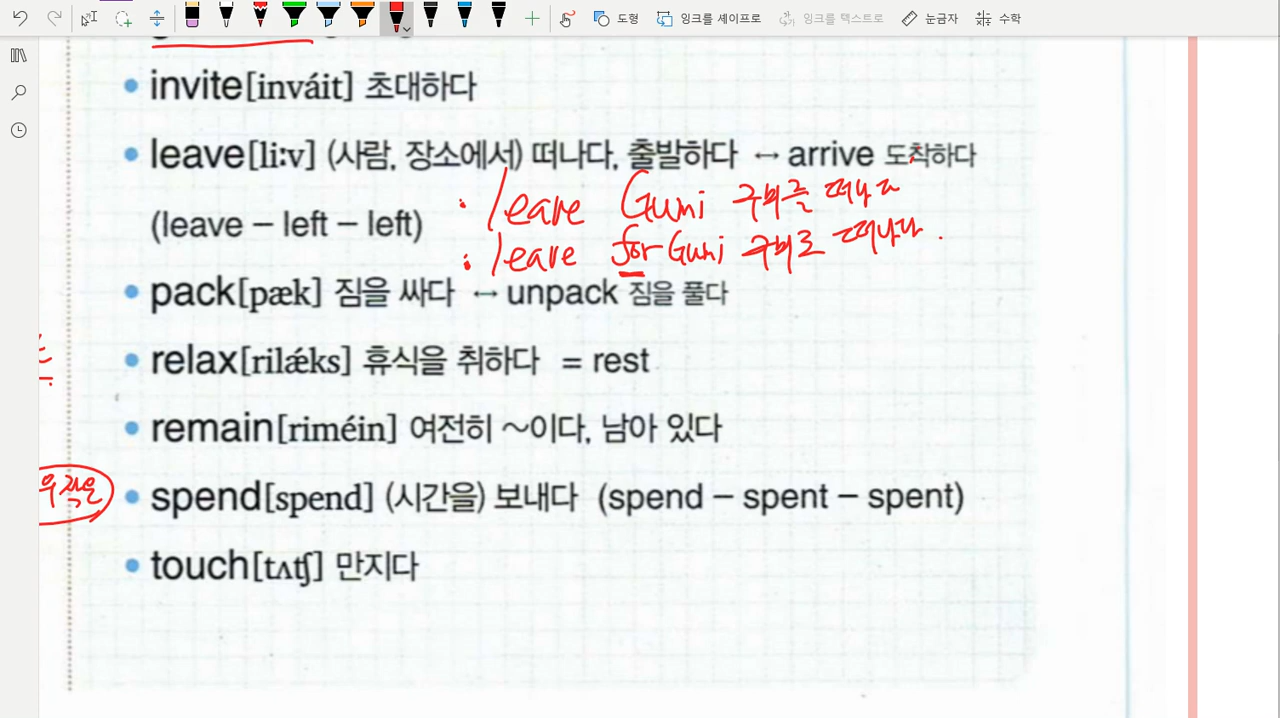 도형 잉크를 셰이프로 잉크를 텍스트로 눈금자 수학
invite[inváit] 초대하다
leave[liːv] (사람, 장소에서) 떠나다, 출발하다 ↔ arrive 도착하다
: leave Gumi 구미를 떠나다
(leave – left – left)
: leave for Gumi 구미로 떠나다.
pack[pæk] 짐을 싸다 ↔ unpack 짐을 풀다
relax[rilǽks] 휴식을 취하다 = rest
remain[riméin] 여전히 ~이다, 남아 있다
spend[spend] (시간을) 보내다 (spend – spent – spent)
touch[tʌtʃ] 만지다